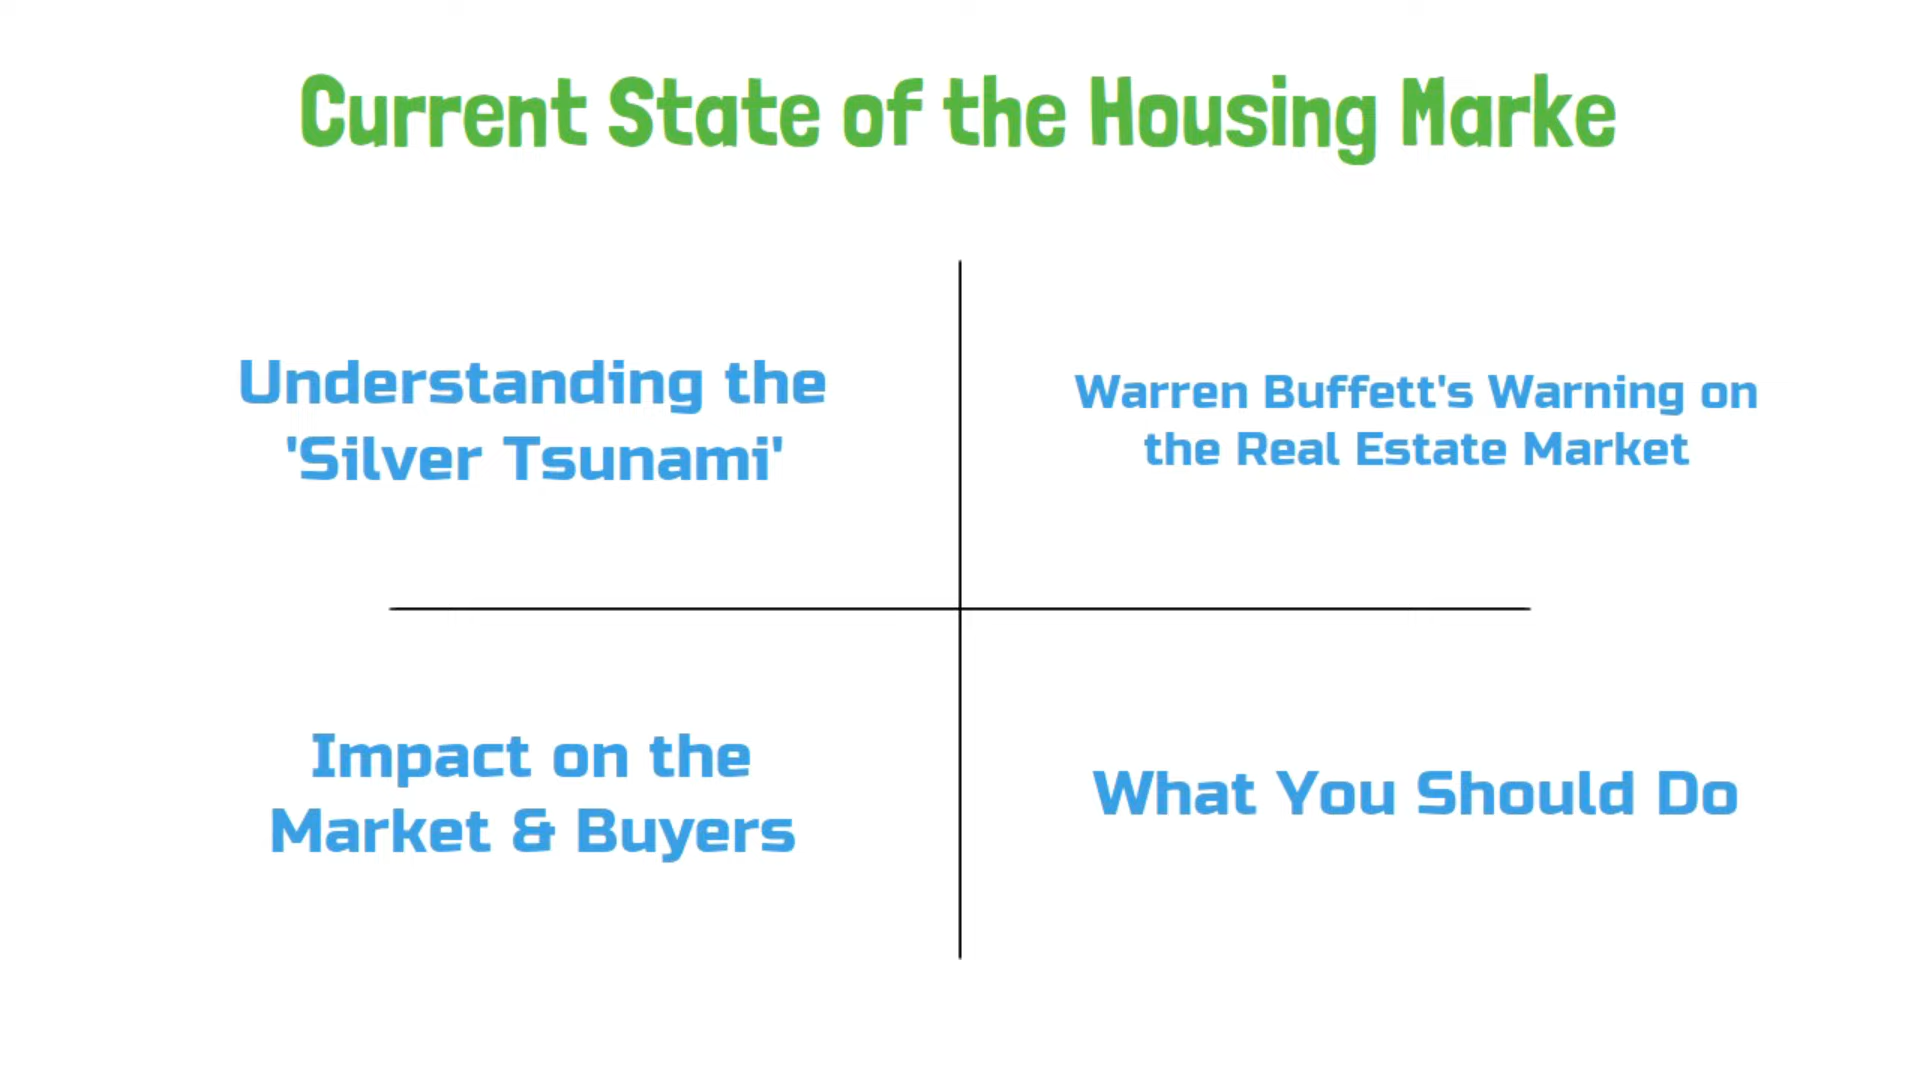 Current State of the Housing Marke
Understanding the
'Silver Tsunami'
Warren Buffett's Warning on
the Real Estate Market
Impact on the
Market & Buyers
What You Should Do